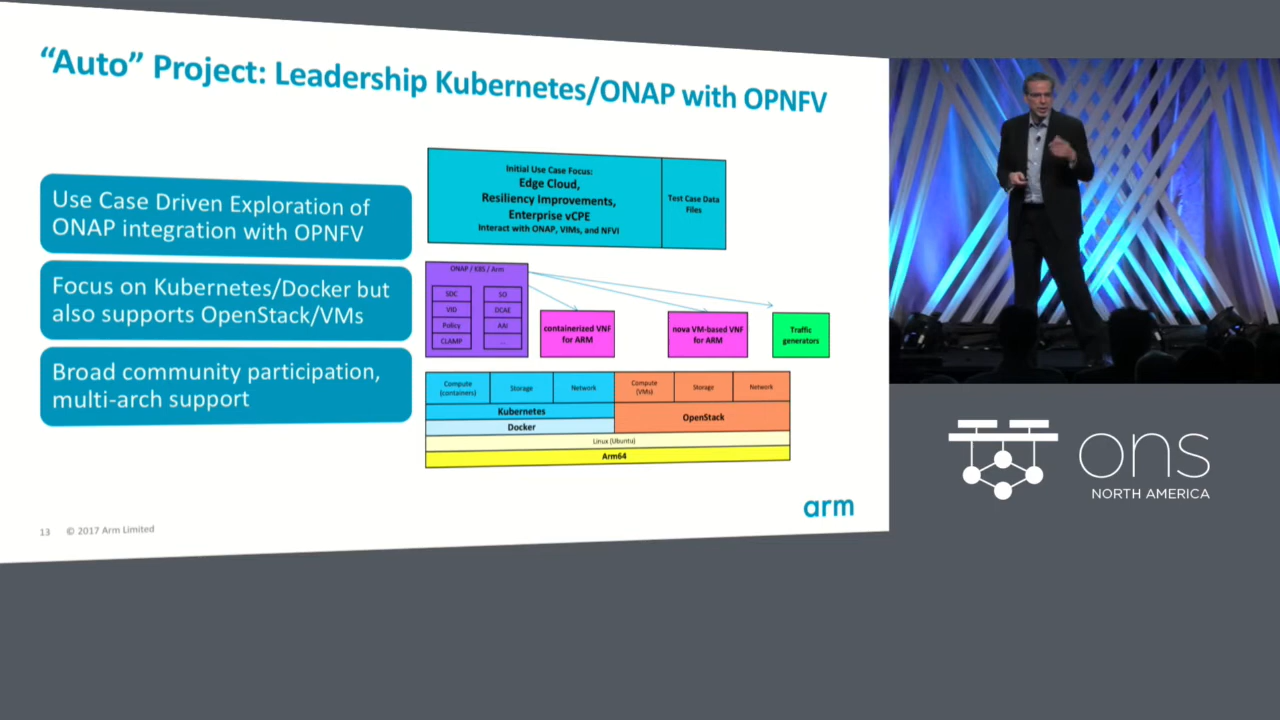 “Auto” Project: Leadership Kubernetes/ONAP with OPNFV
Use Case Driven Exploration of
ONAP integration with OPNFV
Focus on Kubernetes/Docker but
also supports OpenStack/VMs
Broad community participation,
multi-arch support
Initial Use Case Focus:
Edge Cloud,
Resiliency Improvements,
Enterprise vCPE
Interact with ONAP, VIMs, and NFVI
Test Case Data
Files
ONAP / K8S / Arm
SDC
SO
VID
DCAE
Policy
AAI
CLAMP
...
containerized VNF
for ARM
nova VM-based VNF
for ARM
Traffic
generators
Compute
(containers)
Storage
Network
Compute
(VMs)
Storage
Network
Kubernetes
OpenStack
Docker
Linux (Ubuntu)
Arm64
arm
13 © 2017 Arm Limited
ons
NORTH AMERICA